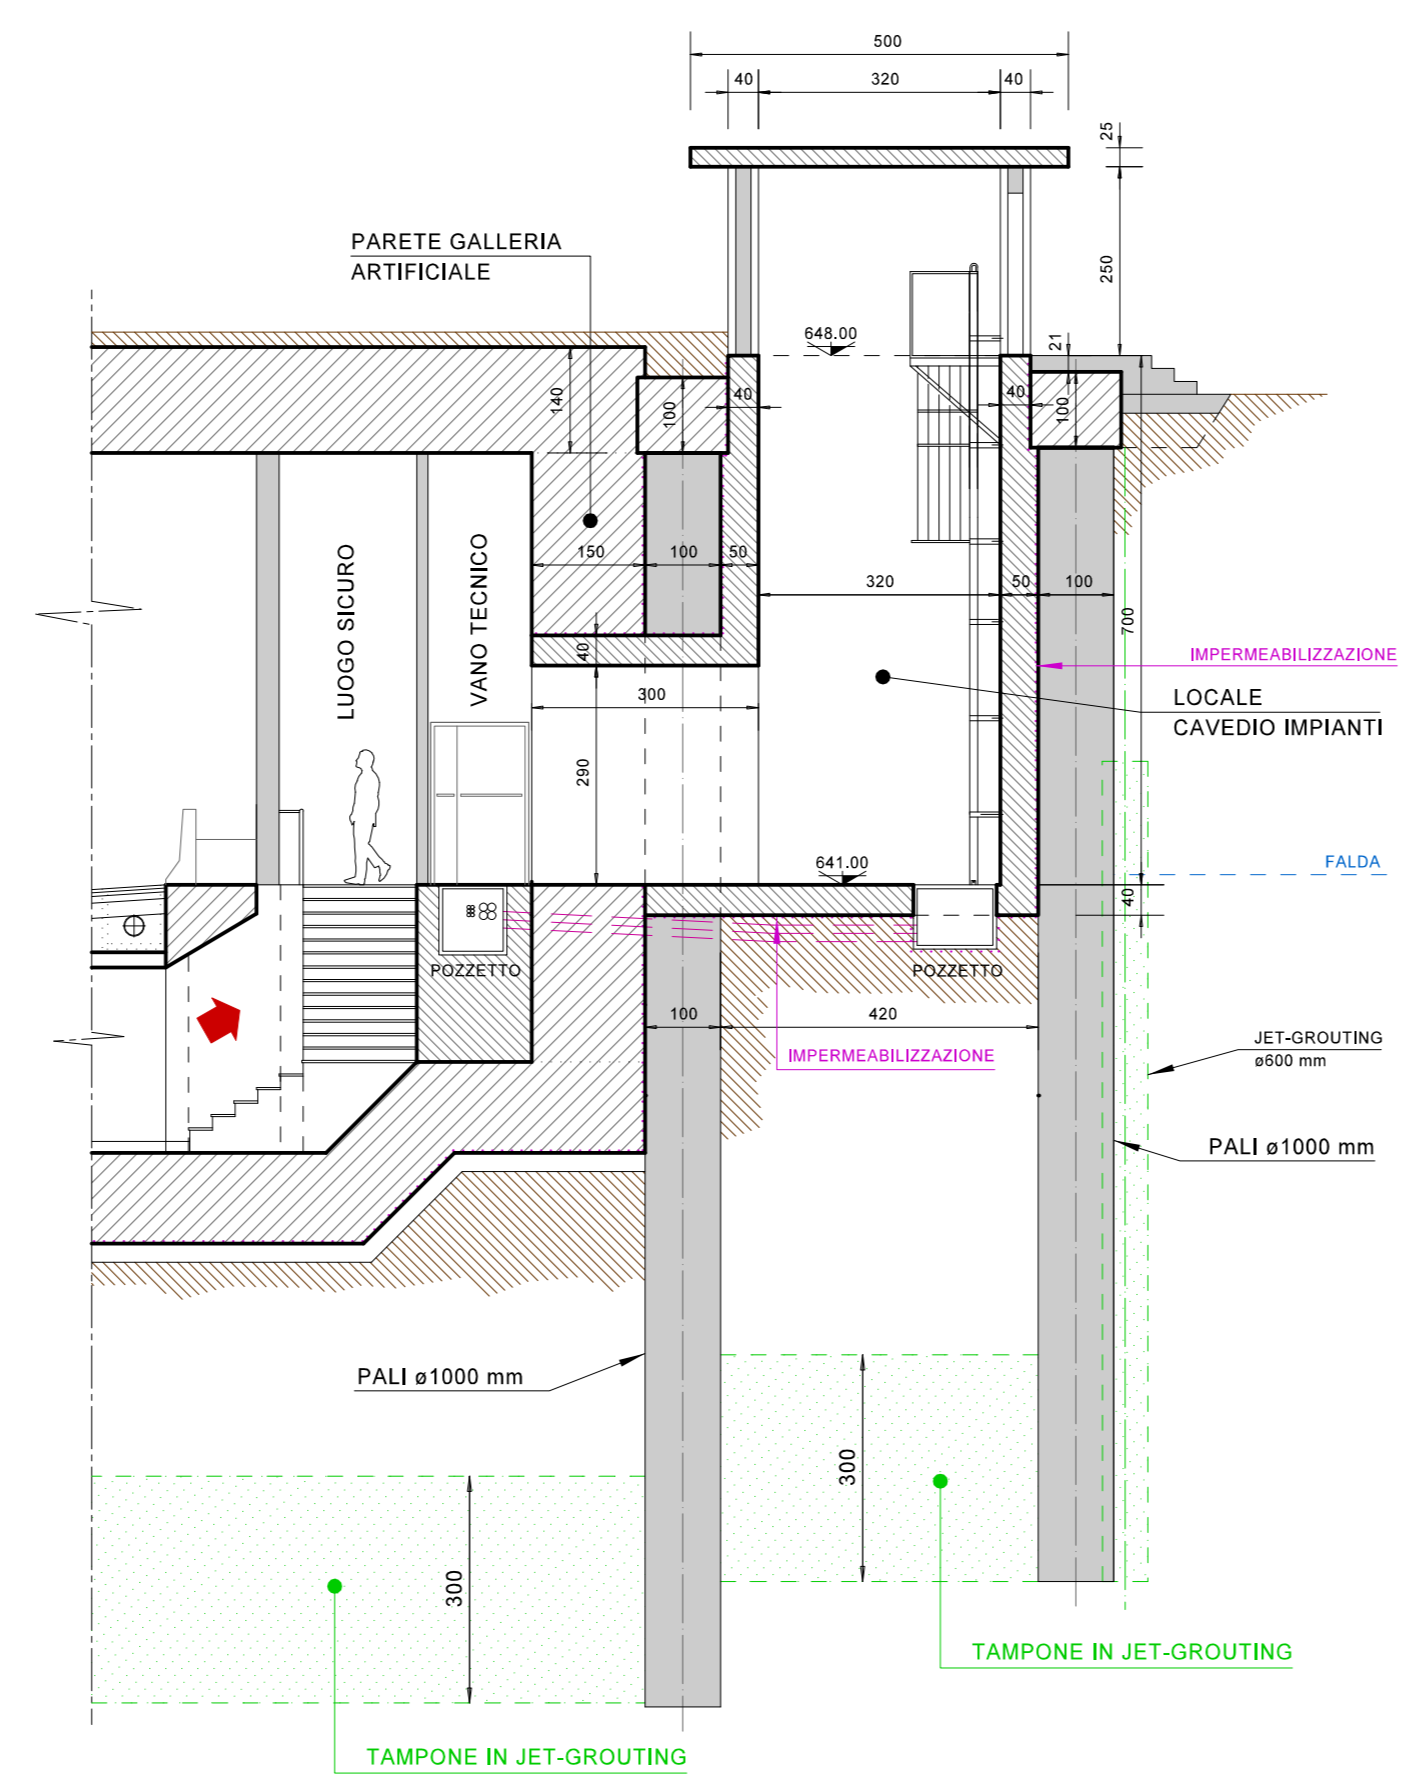 500
40
320
40
25
PARETE GALLERIA
ARTIFICIALE
250
648.00
21
140
100
40
40
100
LUOGO SICURO
VANO TECNICO
150
100
50
320
50
100
700
40
IMPERMEABILIZZAZIONE
300
LOCALE
CAVEDIO IMPIANTI
290
641.00
FALDA
40
POZZETTO
POZZETTO
100
420
IMPERMEABILIZZAZIONE
JET-GROUTING
ø600 mm
PALI ø1000 mm
PALI ø1000 mm
300
300
TAMPONE IN JET-GROUTING
TAMPONE IN JET-GROUTING